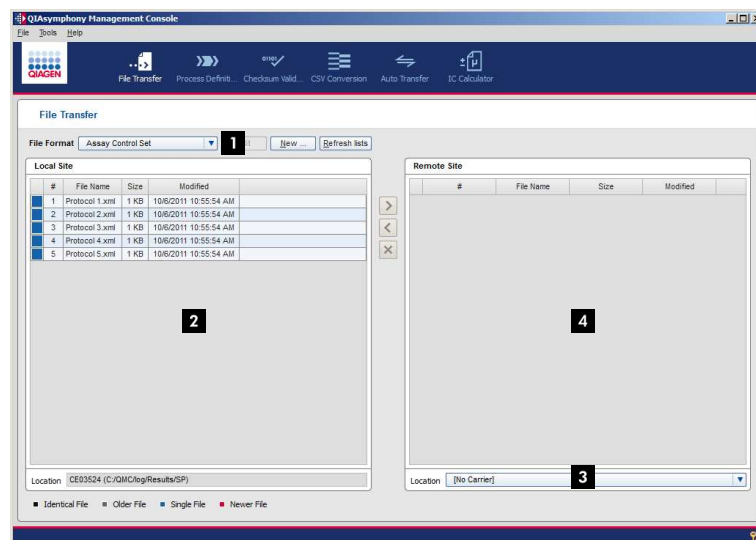 QIAsymphony Management Console
File Tools Help
QIAGEN
File Transfer Process Definiti... Checksum Valid... CSV Conversion Auto Transfer IC Calculator
File Transfer
File Format Assay Control Set 1 New ... Refresh lists
Local Site
# File Name Size Modified
1 Protocol 1.xml 1 KB 10/6/2011 10:55:54 AM
2 Protocol 2.xml 1 KB 10/6/2011 10:55:54 AM
3 Protocol 3.xml 1 KB 10/6/2011 10:55:54 AM
4 Protocol 4.xml 1 KB 10/6/2011 10:55:54 AM
5 Protocol 5.xml 1 KB 10/6/2011 10:55:54 AM
2
Location CE03524 (C:/QMC/log/Results/SP)
Remote Site
# File Name Size Modified
4
Location [No Carrier] 3
Identical File Older File Single File Newer File